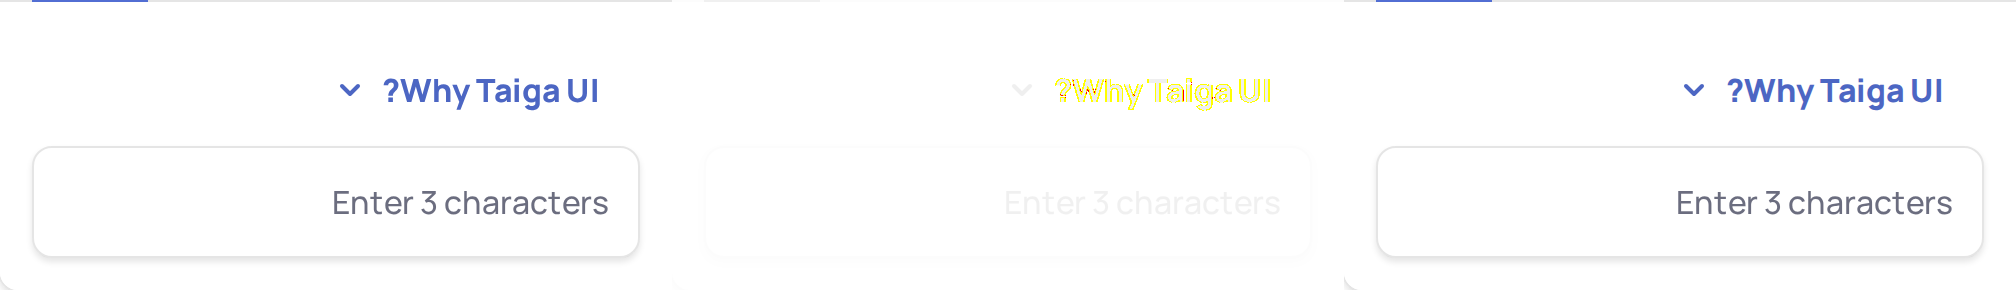 ?Why Taiga UI ?Why Taiga UI ?Why Taiga UI
Enter 3 characters Enter 3 characters Enter 3 characters